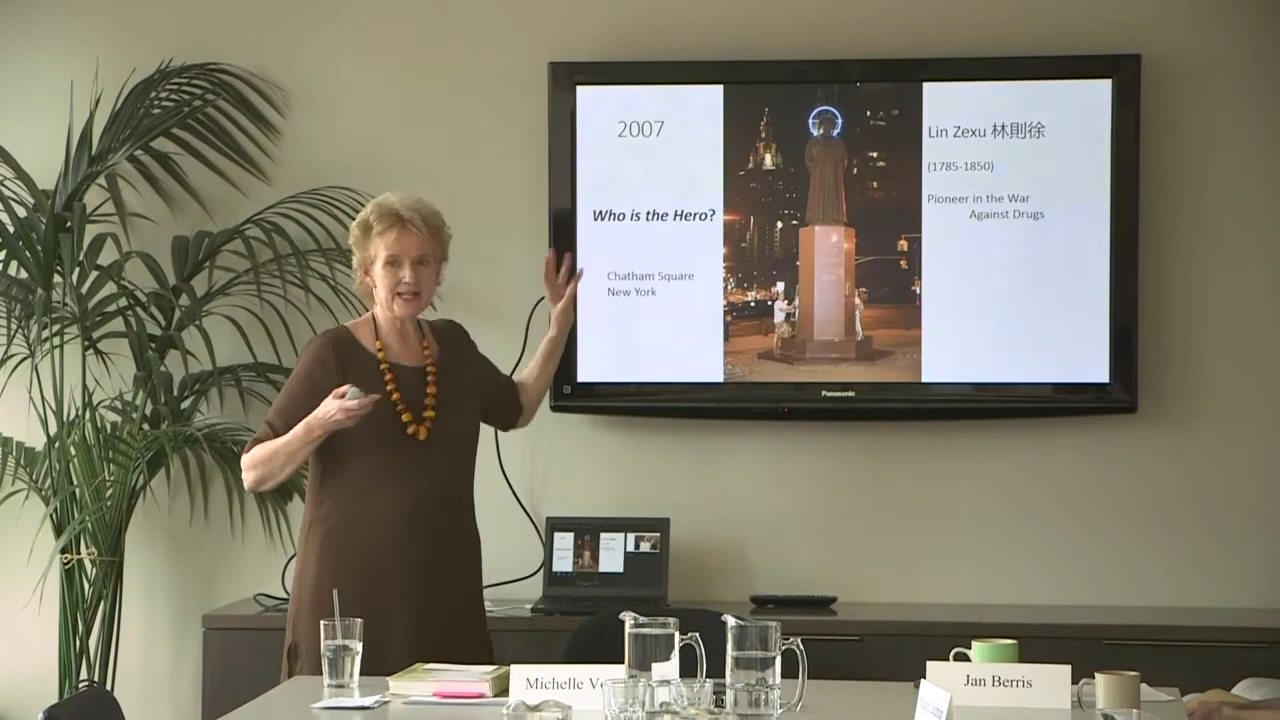 2007
Who is the Hero?
Chatham Square
New York
Lin Zexu 林則徐
(1785-1850)
Pioneer in the War
Against Drugs
Panasonic
Michelle
Jan Berris